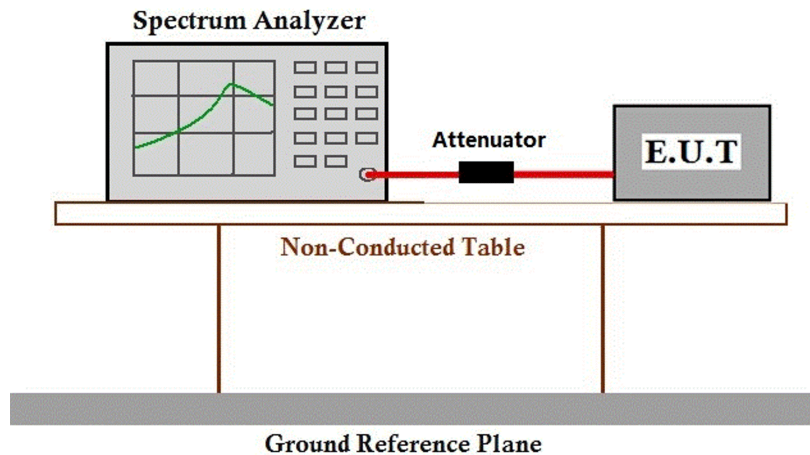 Spectrum Analyzer
Attenuator
E.U.T
Non-Conducted Table
Ground Reference Plane